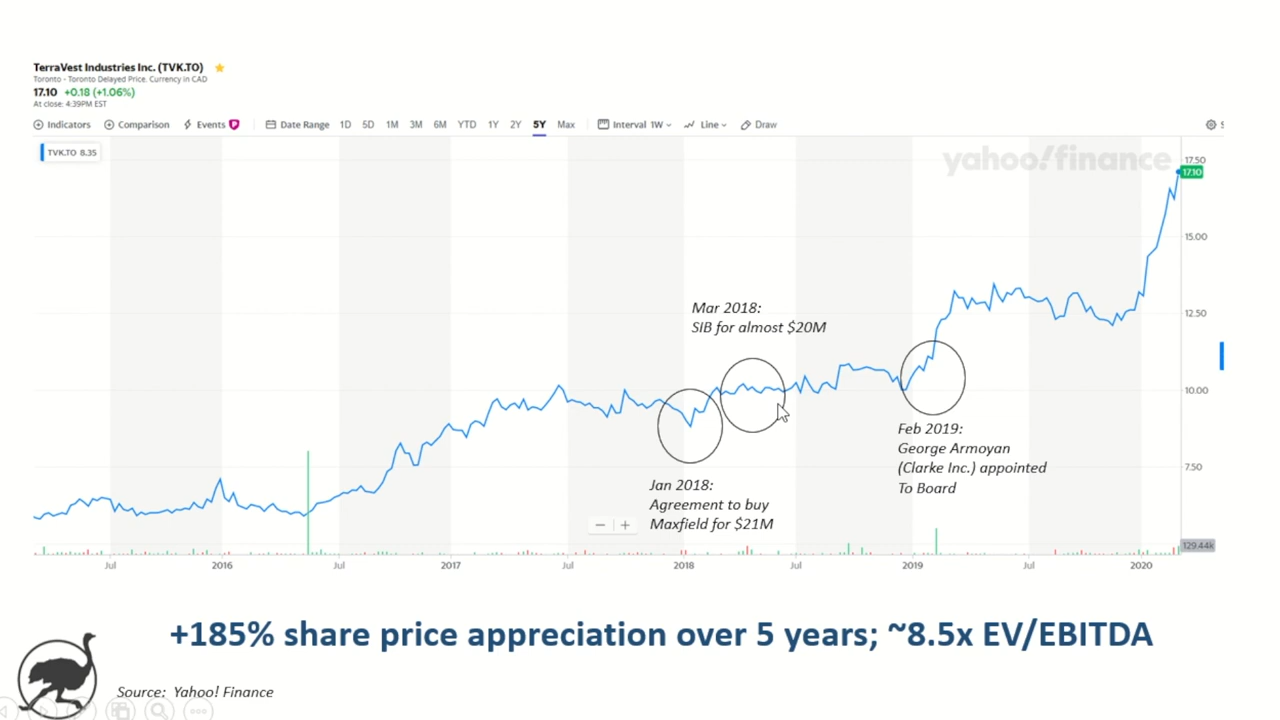 TerraVest Industries Inc. (TVK.TO)
Toronto - Toronto Delayed Price. Currency in CAD
17.10 +0.18 (+1.06%)
At close: 4:39PM EST
Indicators Comparison Events P Date Range 1D 5D 1M 3M 6M YTD 1Y 2Y 5Y Max Interval 1W Line Draw S
TVK.TO 8.35
yahoo!finance
17.50
17.10
15.00
12.50
10.00
7.50
129.44k
Mar 2018:
SIB for almost $20M
Feb 2019:
George Armoyan
(Clarke Inc.) appointed
To Board
Jan 2018:
Agreement to buy
Maxfield for $21M
Jul 2016 Jul 2017 Jul 2018 Jul 2019 Jul 2020
+185% share price appreciation over 5 years; ~8.5x EV/EBITDA
Source: Yahoo! Finance